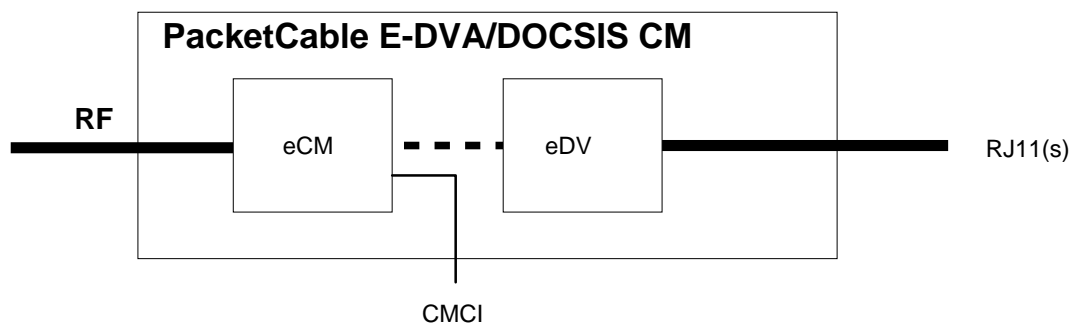 PacketCable E-DVA/DOCSIS CM
RF
eCM
eDV
RJ11(s)
CMCI